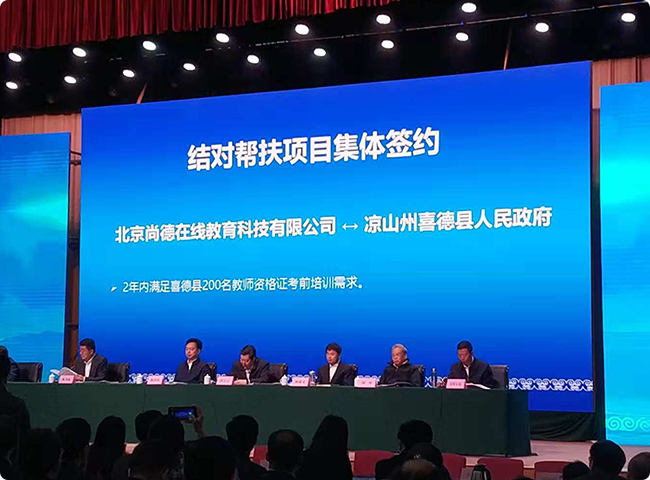 结对帮扶项目集体签约
北京尚德在线教育科技有限公司 ↔ 凉山州喜德县人民政府
➤ 2年内满足喜德县200名教师资格证考前培训需求。